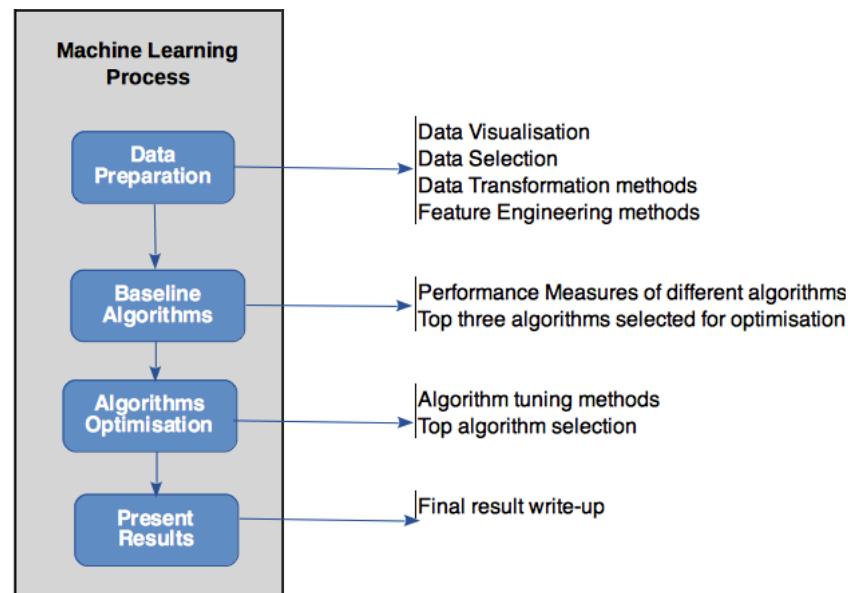 Machine Learning
Process
Data
Preparation
Data Visualisation
Data Selection
Data Transformation methods
Feature Engineering methods
Baseline
Algorithms
Performance Measures of different algorithms
Top three algorithms selected for optimisation
Algorithms
Optimisation
Algorithm tuning methods
Top algorithm selection
Present
Results
Final result write-up